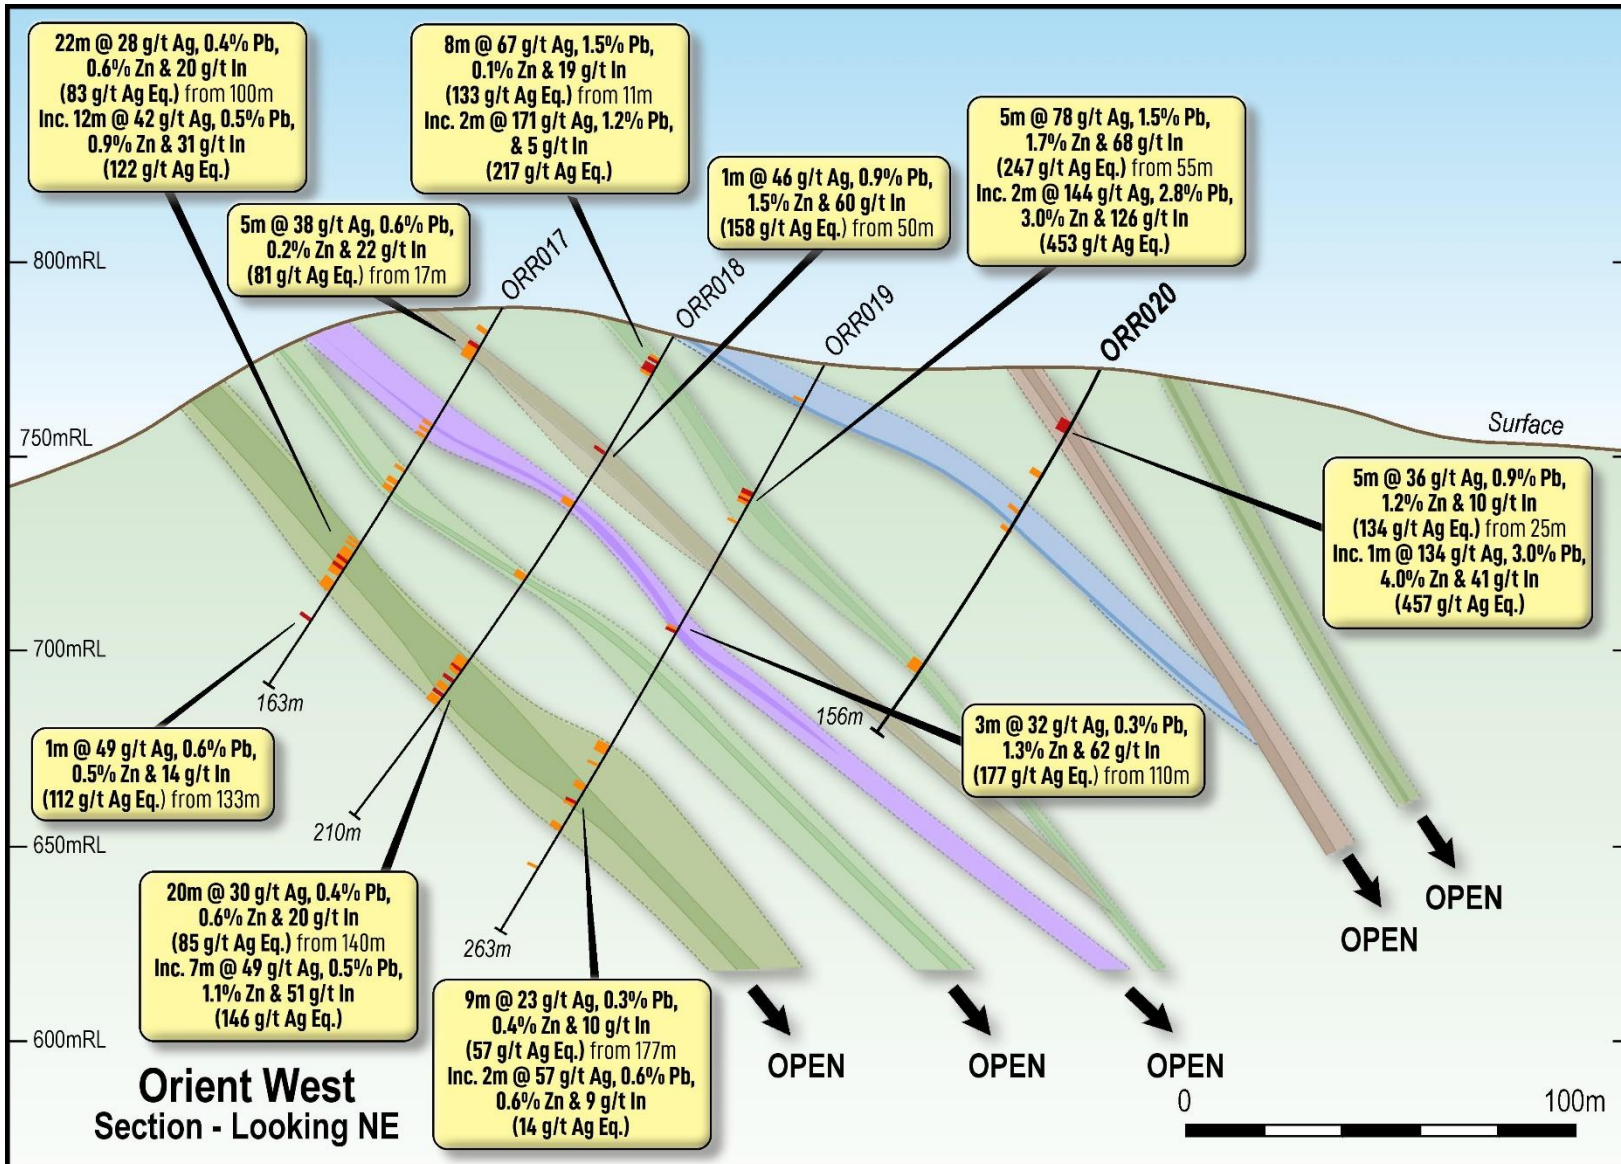 22m @ 28 g/t Ag, 0.4% Pb,
0.6% Zn & 20 g/t In
(83 g/t Ag Eq.) from 100m
Inc. 12m @ 42 g/t Ag, 0.5% Pb,
0.9% Zn & 31 g/t In
(122 g/t Ag Eq.)
8m @ 67 g/t Ag, 1.5% Pb,
0.1% Zn & 19 g/t In
(133 g/t Ag Eq.) from 11m
Inc. 2m @ 171 g/t Ag, 1.2% Pb,
& 5 g/t In
(217 g/t Ag Eq.)
5m @ 78 g/t Ag, 1.5% Pb,
1.7% Zn & 68 g/t In
(247 g/t Ag Eq.) from 55m
Inc. 2m @ 144 g/t Ag, 2.8% Pb,
3.0% Zn & 126 g/t In
(453 g/t Ag Eq.)
1m @ 46 g/t Ag, 0.9% Pb,
1.5% Zn & 60 g/t In
(158 g/t Ag Eq.) from 50m
5m @ 38 g/t Ag, 0.6% Pb,
0.2% Zn & 22 g/t In
(81 g/t Ag Eq.) from 17m
ORR017
ORR018
ORR019
ORR020
800mRL
750mRL
700mRL
650mRL
600mRL
Surface
5m @ 36 g/t Ag, 0.9% Pb,
1.2% Zn & 10 g/t In
(134 g/t Ag Eq.) from 25m
Inc. 1m @ 134 g/t Ag, 3.0% Pb,
4.0% Zn & 41 g/t In
(457 g/t Ag Eq.)
163m
156m
210m
263m
3m @ 32 g/t Ag, 0.3% Pb,
1.3% Zn & 62 g/t In
(177 g/t Ag Eq.) from 110m
1m @ 49 g/t Ag, 0.6% Pb,
0.5% Zn & 14 g/t In
(112 g/t Ag Eq.) from 133m
20m @ 30 g/t Ag, 0.4% Pb,
0.6% Zn & 20 g/t In
(85 g/t Ag Eq.) from 140m
Inc. 7m @ 49 g/t Ag, 0.5% Pb,
1.1% Zn & 51 g/t In
(146 g/t Ag Eq.)
9m @ 23 g/t Ag, 0.3% Pb,
0.4% Zn & 10 g/t In
(57 g/t Ag Eq.) from 177m
Inc. 2m @ 57 g/t Ag, 0.6% Pb,
0.6% Zn & 9 g/t In
(14 g/t Ag Eq.)
OPEN
OPEN
OPEN
OPEN
OPEN
Orient West
Section - Looking NE
0
100m